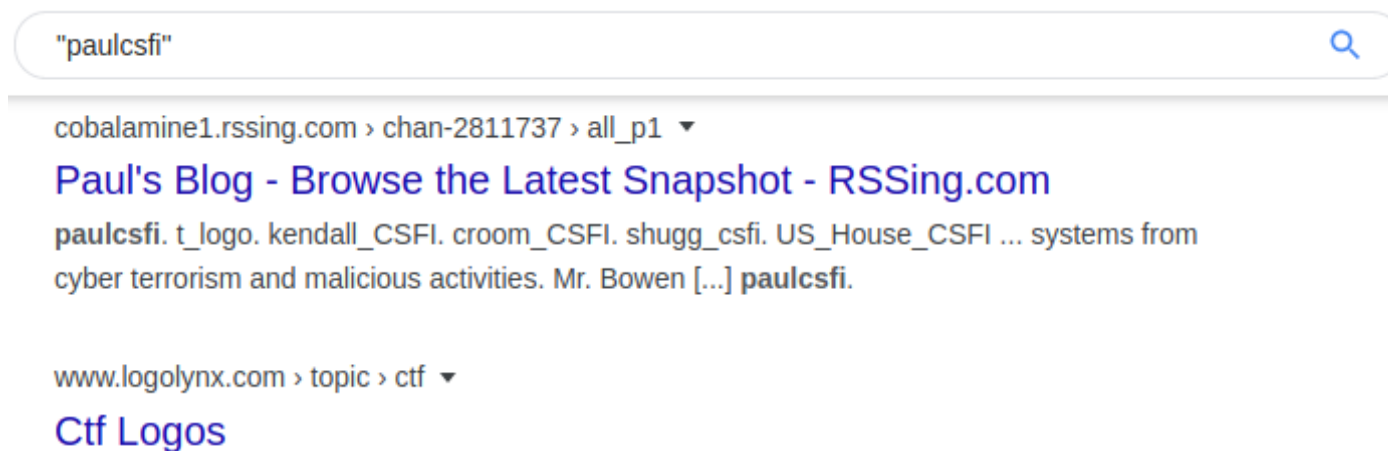 "paulcsfi"
cobalamine1.rssing.com › chan-2811737 › all_p1
Paul's Blog - Browse the Latest Snapshot - RSSing.com
paulcsfi. t_logo. kendall_CSFI. croom_CSFI. shugg_csfi. US_House_CSFI ... systems from
cyber terrorism and malicious activities. Mr. Bowen [...] paulcsfi.
www.logolynx.com › topic › ctf
Ctf Logos